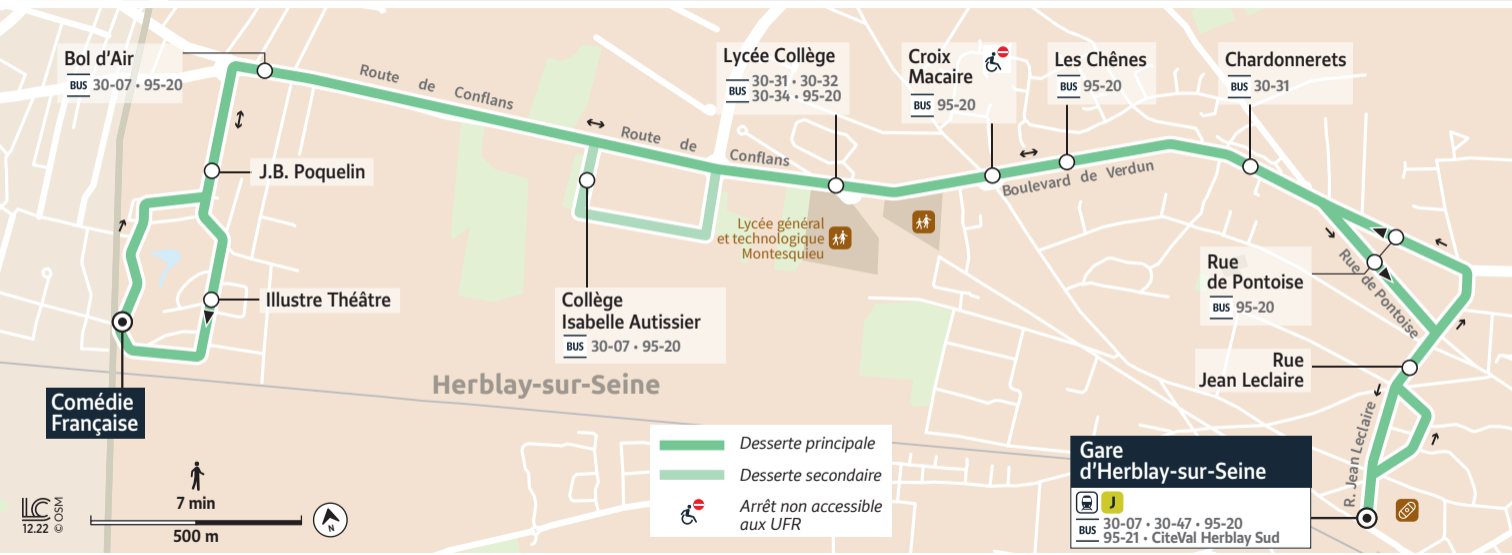 Bol d'Air
BUS 30-07 • 95-20
Route de Conflans
J.B. Poquelin
Illustre Théâtre
Comédie
Française
Route de Conflans
Collège
Isabelle Autissier
BUS 30-07 • 95-20
Lycée Collège
BUS 30-31 • 30-32
30-34 • 95-20
Lycée général
et technologique
Montesquieu
Croix
Macaire
BUS 95-20
Les Chênes
BUS 95-20
Boulevard de Verdun
Chardonnerets
BUS 30-31
Rue
de Pontoise
BUS 95-20
Rue de Pontoise
Rue
Jean Leclaire
R. Jean Leclaire
Gare
d'Herblay-sur-Seine
J
BUS 30-07 • 30-47 • 95-20
95-21 • CitéVal Herblay Sud
Herblay-sur-Seine
Desserte principale
Desserte secondaire
Arrêt non accessible
aux UFR
7 min
500 m
N
LC
12.22
© OSM